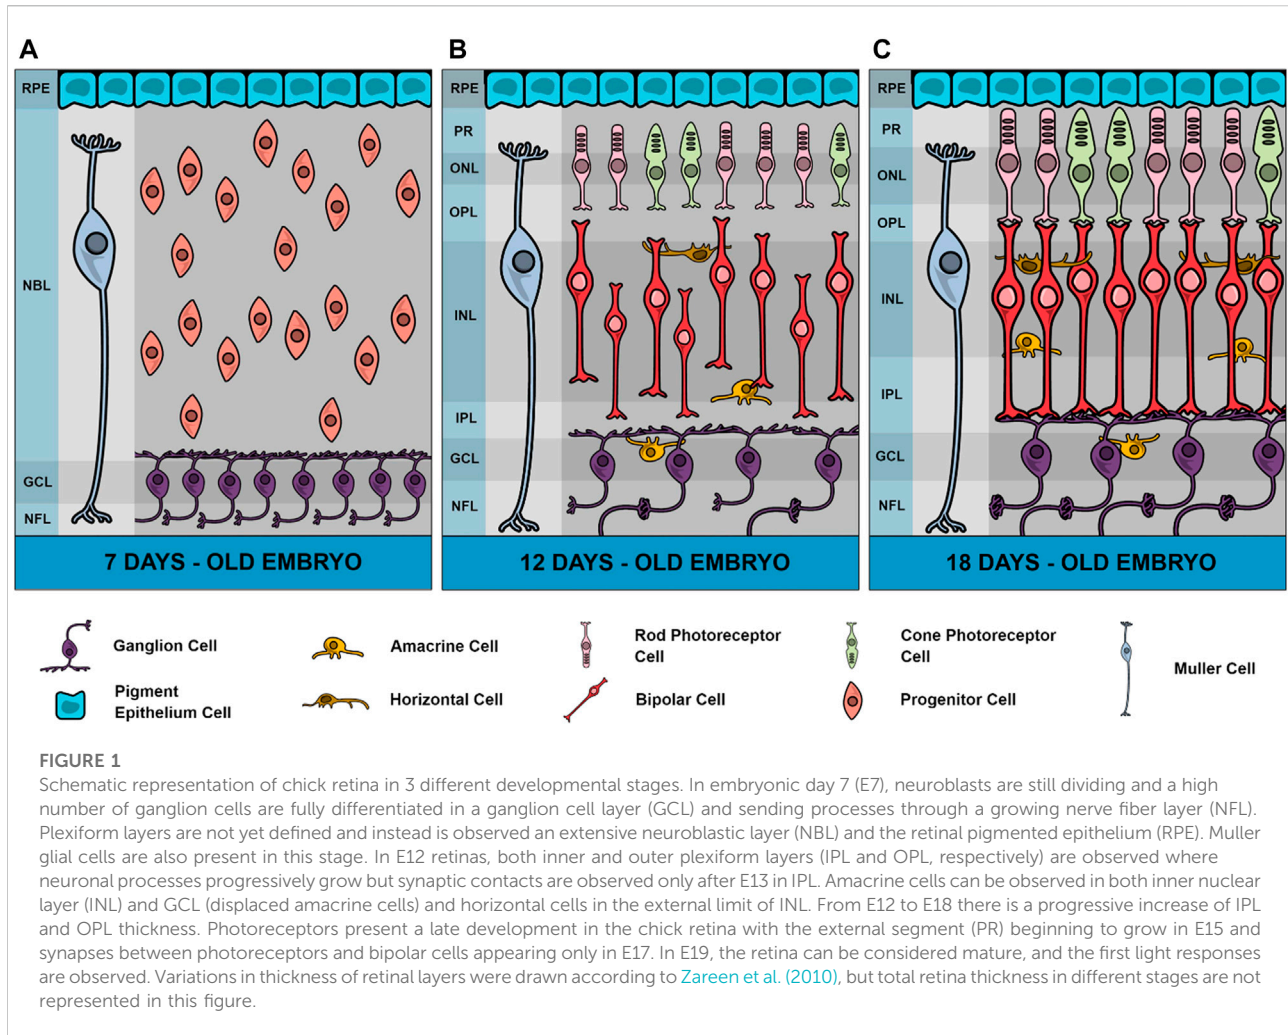 A
RPE
NBL
GCL
NFL
7 DAYS - OLD EMBRYO
B
RPE
PR
ONL
OPL
INL
IPL
GCL
NFL
12 DAYS - OLD EMBRYO
C
RPE
PR
ONL
OPL
INL
IPL
GCL
NFL
18 DAYS - OLD EMBRYO
Ganglion Cell
Amacrine Cell
Rod Photoreceptor
Cell
Cone Photoreceptor
Cell
Muller Cell
Pigment
Epithelium Cell
Horizontal Cell
Bipolar Cell
Progenitor Cell
FIGURE 1
Schematic representation of chick retina in 3 different developmental stages. In embryonic day 7 (E7), neuroblasts are still dividing and a high
number of ganglion cells are fully differentiated in a ganglion cell layer (GCL) and sending processes through a growing nerve fiber layer (NFL).
Plexiform layers are not yet defined and instead is observed an extensive neuroblastic layer (NBL) and the retinal pigmented epithelium (RPE). Muller
glial cells are also present in this stage. In E12 retinas, both inner and outer plexiform layers (IPL and OPL, respectively) are observed where
neuronal processes progressively grow but synaptic contacts are observed only after E13 in IPL. Amacrine cells can be observed in both inner nuclear
layer (INL) and GCL (displaced amacrine cells) and horizontal cells in the external limit of INL. From E12 to E18 there is a progressive increase of IPL
and OPL thickness. Photoreceptors present a late development in the chick retina with the external segment (PR) beginning to grow in E15 and
synapses between photoreceptors and bipolar cells appearing only in E17. In E19, the retina can be considered mature, and the first light responses
are observed. Variations in thickness of retinal layers were drawn according to Zareen et al. (2010), but total retina thickness in different stages are not
represented in this figure.